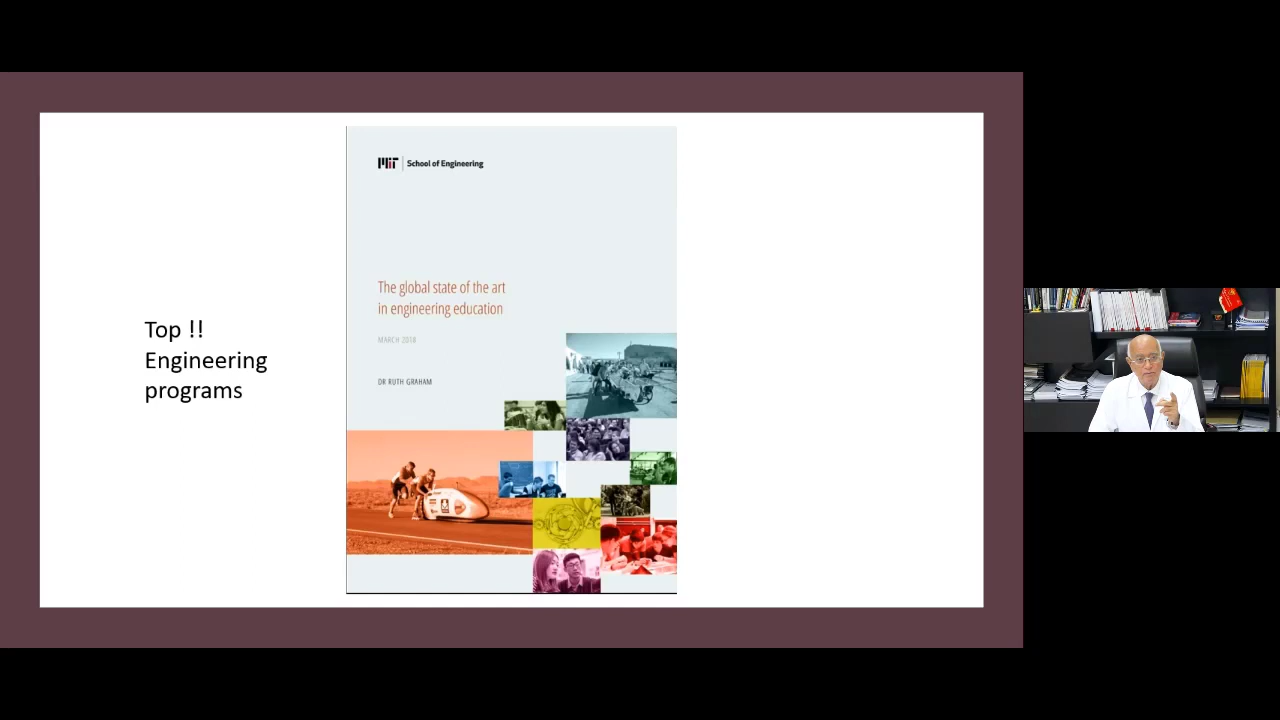 Top !!
Engineering
programs
MIT School of Engineering
The global state of the art
in engineering education
MARCH 2018
DR RUTH GRAHAM